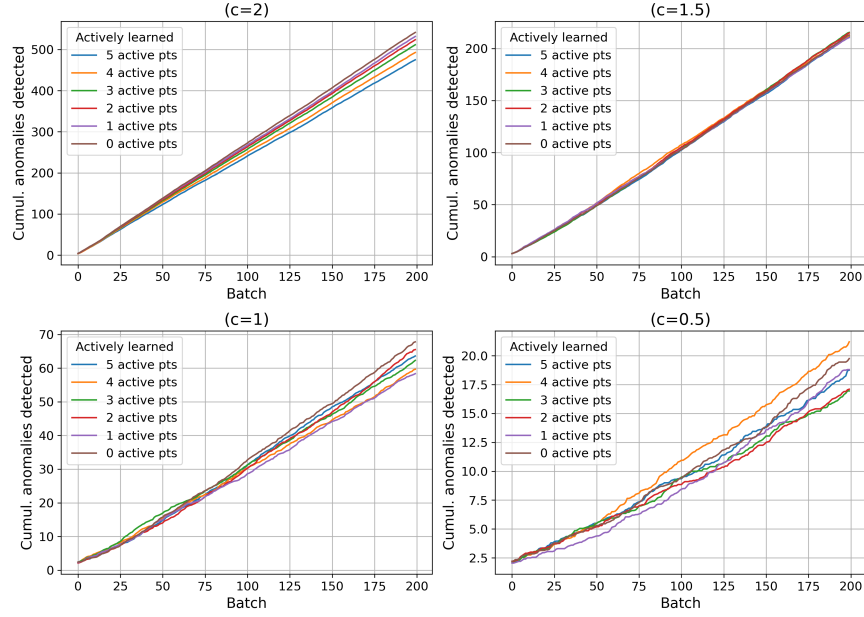 (c=2)
Cumul. anomalies detected
500
400
300
200
100
0
Actively learned
5 active pts
4 active pts
3 active pts
2 active pts
1 active pts
0 active pts
0 25 50 75 100 125 150 175 200
Batch
(c=1.5)
Cumul. anomalies detected
200
150
100
50
0
Actively learned
5 active pts
4 active pts
3 active pts
2 active pts
1 active pts
0 active pts
0 25 50 75 100 125 150 175 200
Batch
(c=1)
Cumul. anomalies detected
70
60
50
40
30
20
10
0
Actively learned
5 active pts
4 active pts
3 active pts
2 active pts
1 active pts
0 active pts
0 25 50 75 100 125 150 175 200
Batch
(c=0.5)
Cumul. anomalies detected
20.0
17.5
15.0
12.5
10.0
7.5
5.0
2.5
Actively learned
5 active pts
4 active pts
3 active pts
2 active pts
1 active pts
0 active pts
0 25 50 75 100 125 150 175 200
Batch